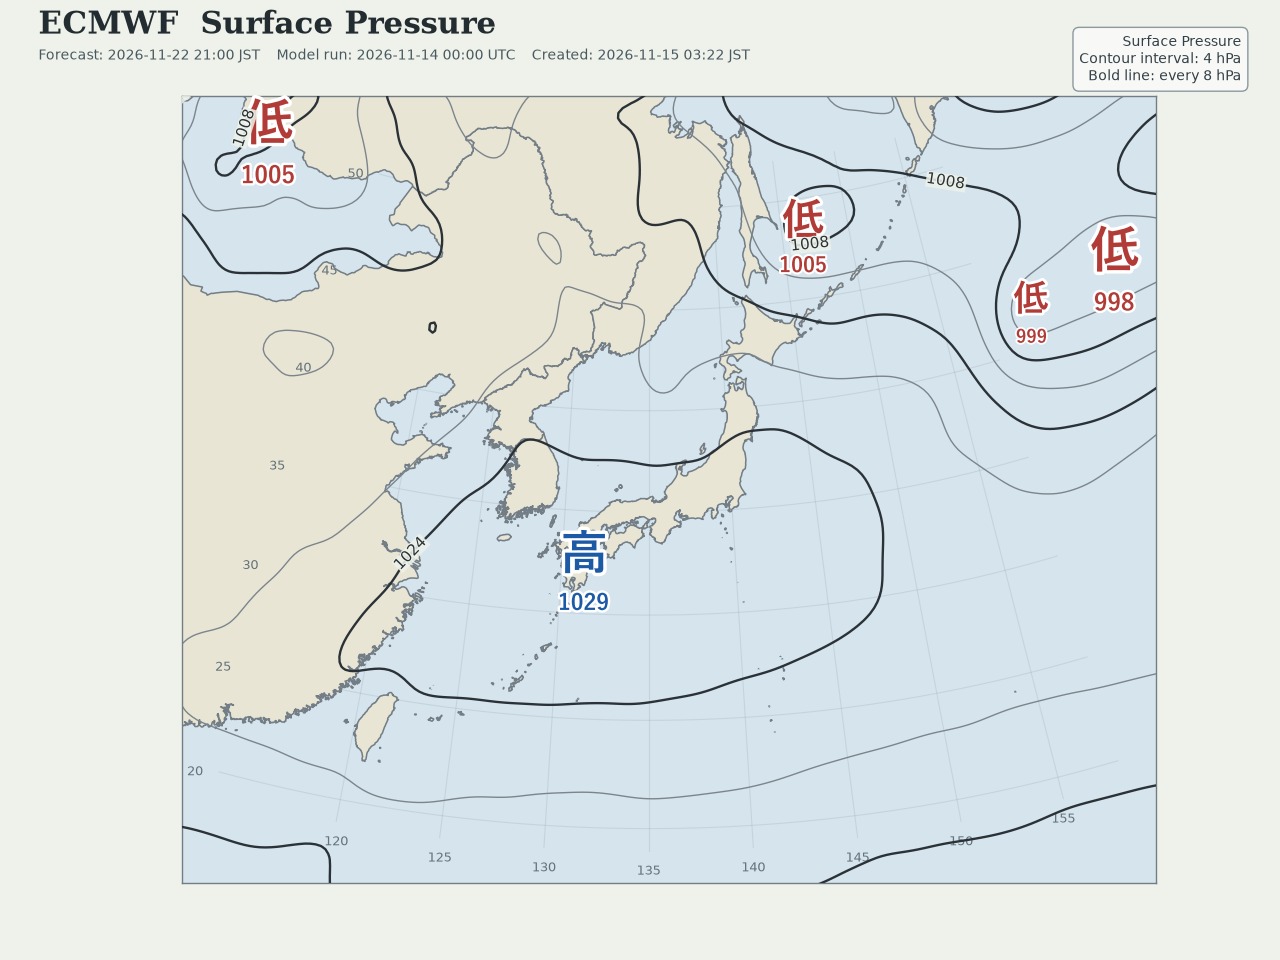 ECMWF  Surface Pressure
Forecast: 2026-11-22 21:00 JST    Model run: 2026-11-14 00:00 UTC    Created: 2026-11-15 03:22 JST
Surface Pressure
Contour interval: 4 hPa
Bold line: every 8 hPa
1008
低
1005
50
1008
低
1008
1005
低
998
低
999
45
40
35
1024
高
1029
30
25
20
120
125
130
135
140
145
150
155